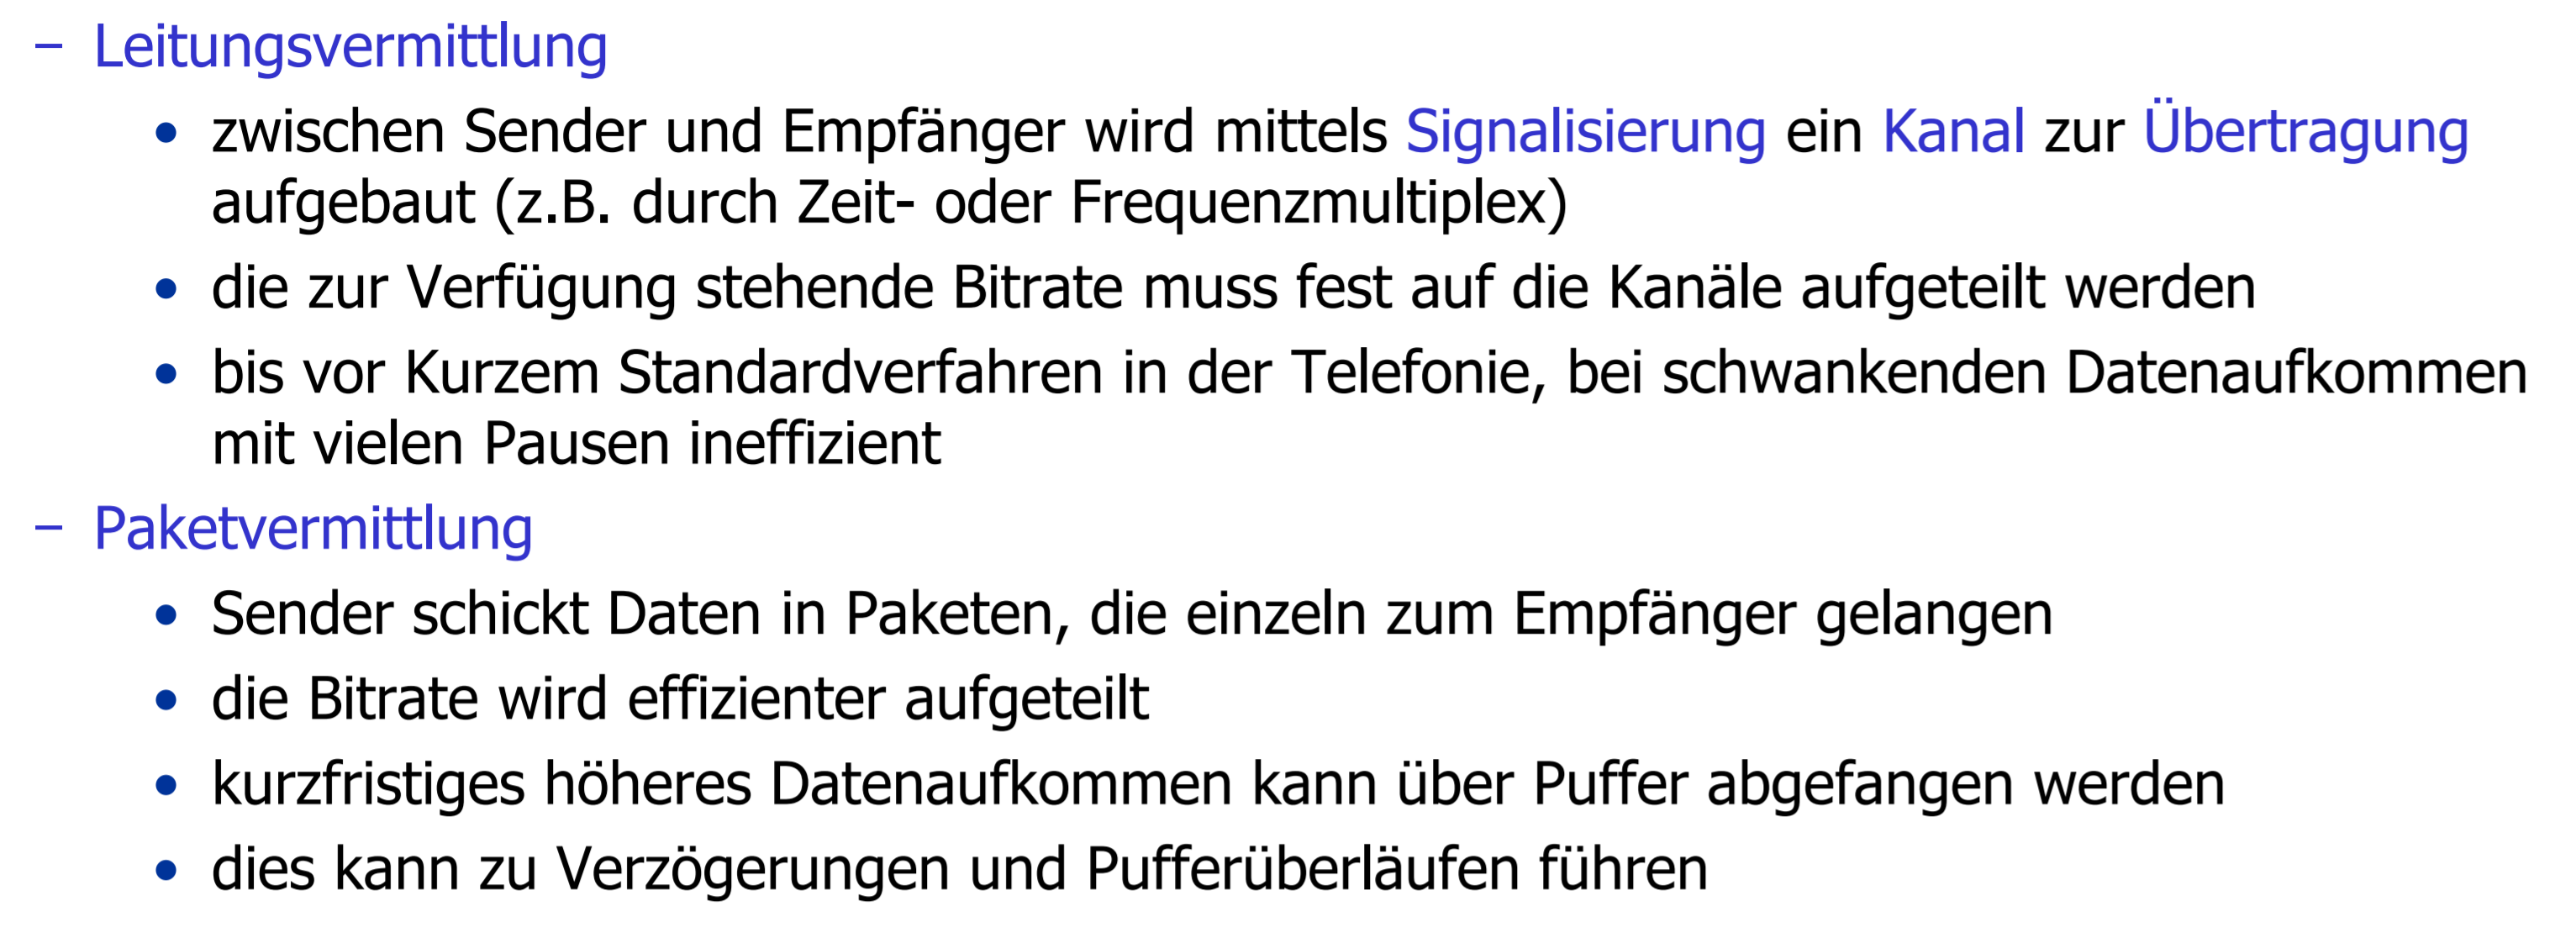 – Leitungsvermittlung
• zwischen Sender und Empfänger wird mittels Signalisierung ein Kanal zur Übertragung
aufgebaut (z.B. durch Zeit- oder Frequenzmultiplex)
• die zur Verfügung stehende Bitrate muss fest auf die Kanäle aufgeteilt werden
• bis vor Kurzem Standardverfahren in der Telefonie, bei schwankenden Datenaufkommen
mit vielen Pausen ineffizient
– Paketvermittlung
• Sender schickt Daten in Paketen, die einzeln zum Empfänger gelangen
• die Bitrate wird effizienter aufgeteilt
• kurzfristiges höheres Datenaufkommen kann über Puffer abgefangen werden
• dies kann zu Verzögerungen und Pufferüberläufen führen